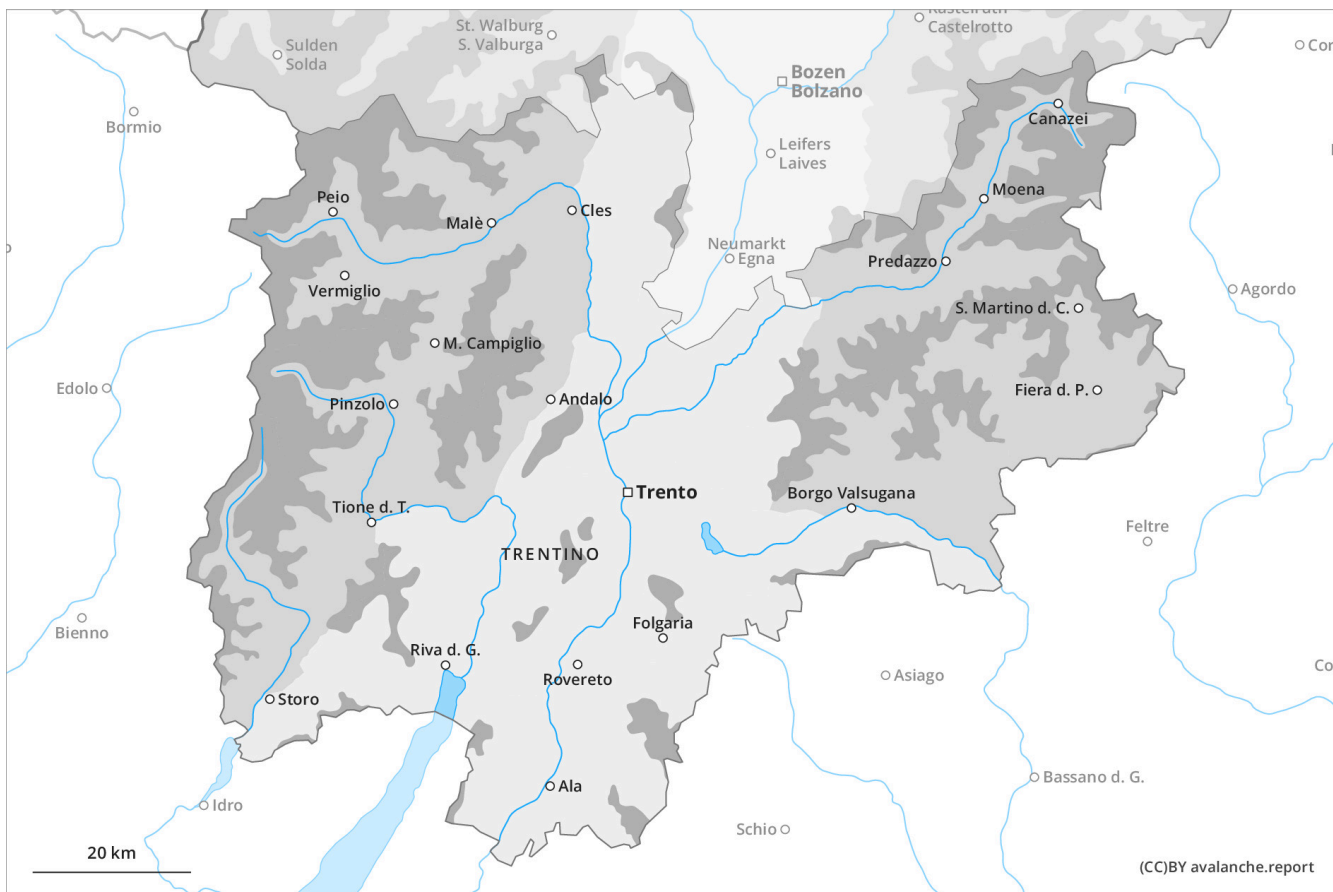 Kastelruth
Castelrotto
St. Walburg
S. Valburga
Sulden
Solda
Cor
Bozen
Bolzano
Bormio
Canazei
Leifers
Laives
Moena
Peio
Malè
Cles
Neumarkt
Egna
Predazzo
Vermiglio
Agordo
S. Martino d. C.
M. Campiglio
Edolo
Pinzolo
Andalo
Fiera d. P.
Trento
Borgo Valsugana
Tione d. T.
Feltre
TRENTINO
Bienno
Folgaria
Riva d. G.
Rovereto
Asiago
Co
Storo
Ala
Bassano d. G.
Idro
Schio
20 km
(CC)BY avalanche.report